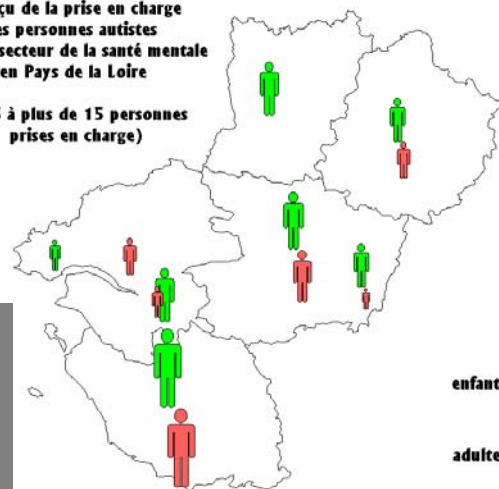 çu de la prise en charge
es personnes autistes
secteur de la santé mentale
en Pays de la Loire
à plus de 15 personnes
prises en charge)
enfant
adulte